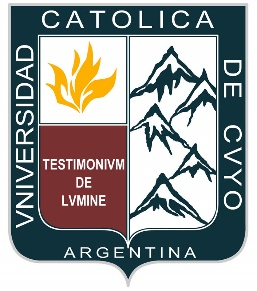 VNIVERSIDAD
CATOLICA
DE CVYO
TESTIMONIVM
DE
LVMINE
ARGENTINA